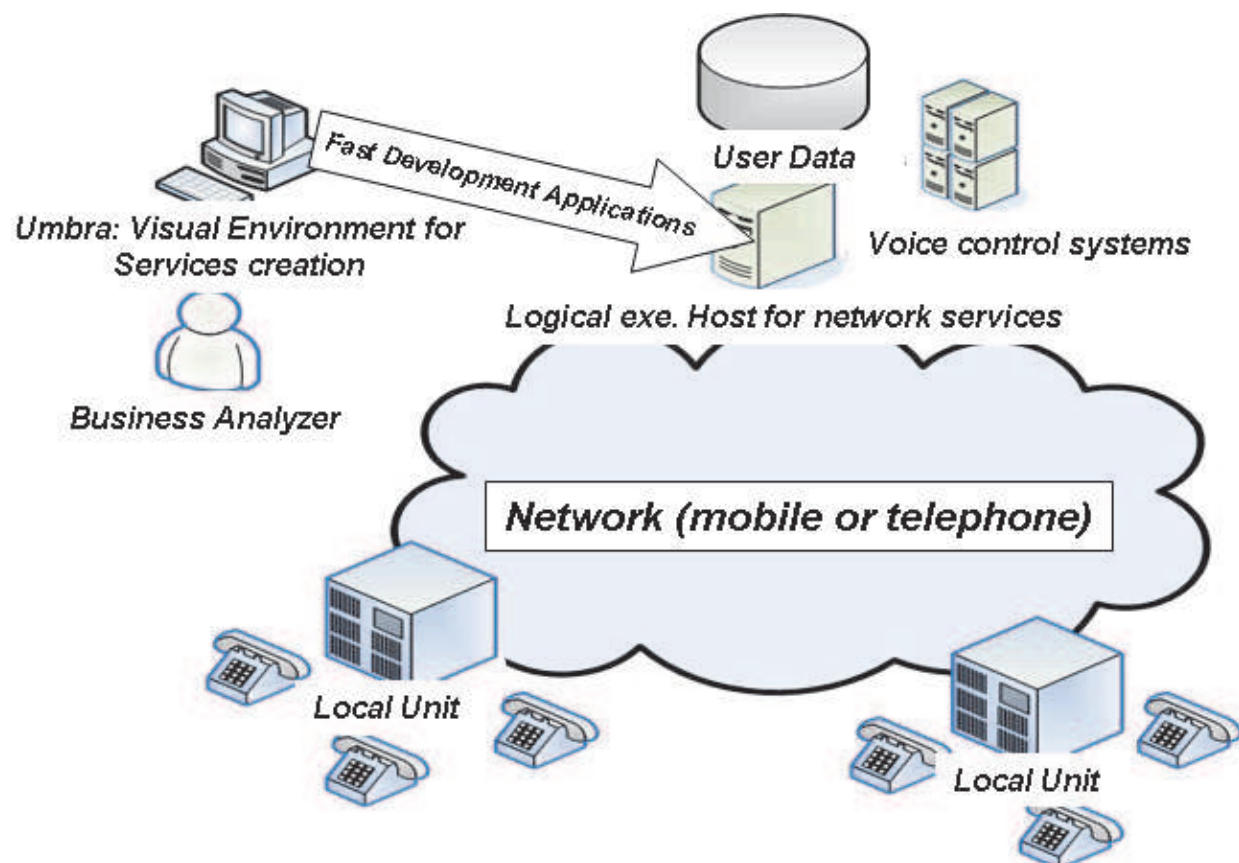 Fast Development Applications
User Data
Umbra: Visual Environment for
Services creation
Voice control systems
Logical exe. Host for network services
Business Analyzer
Network (mobile or telephone)
Local Unit
Local Unit